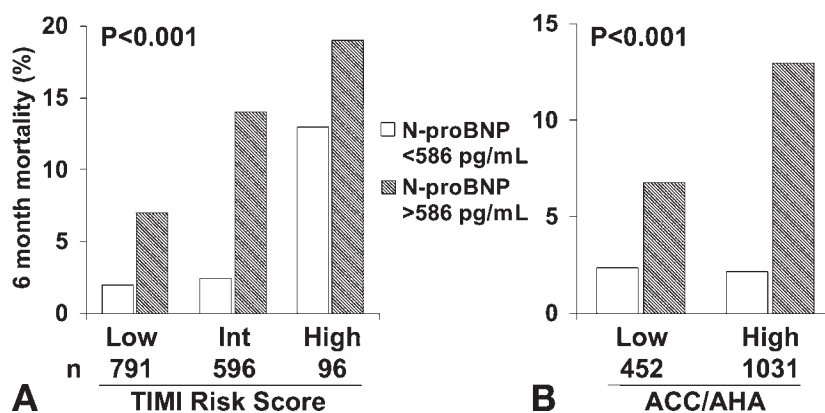 6 month mortality (%)
20
15
10
5
0
P<0.001
Low Int High
n 791 596 96
A TIMI Risk Score
N-proBNP
<586 pg/mL
N-proBNP
>586 pg/mL
15
10
5
0
P<0.001
Low High
452 1031
B ACC/AHA